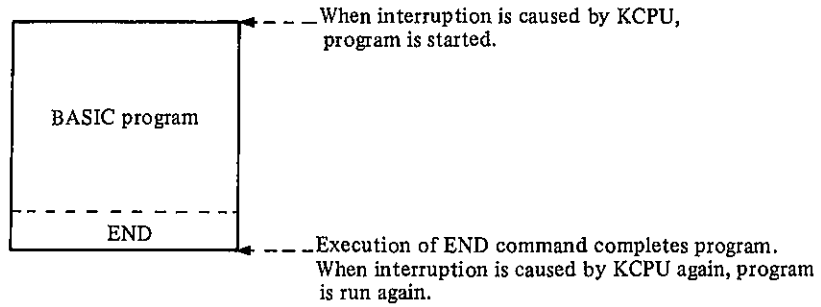 When interruption is caused by KCPU,
program is started.
BASIC program
END
Execution of END command completes program.
When interruption is caused by KCPU again, program
is run again.